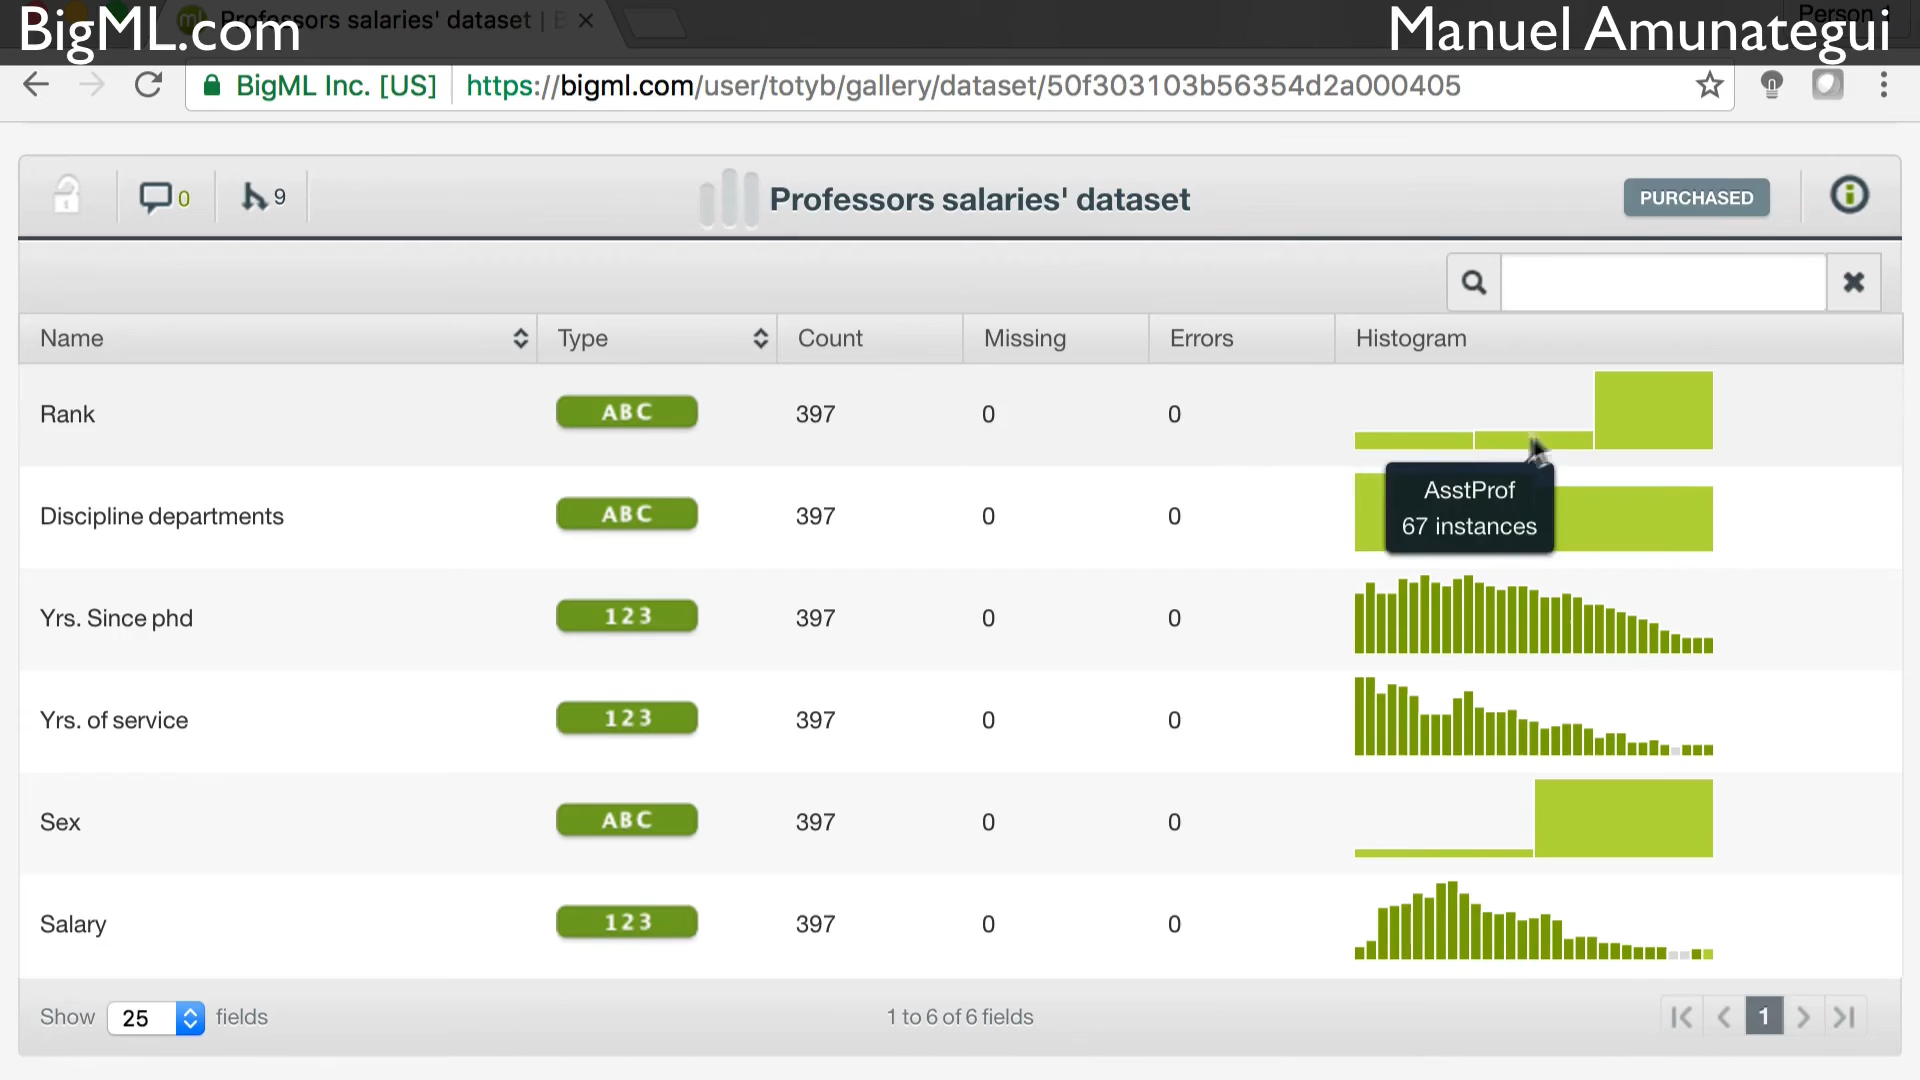 BigML.com
Manuel Amunategui
Professors salaries' dataset |
Person
BigML Inc. [US]
https://bigml.com/user/totyb/gallery/dataset/50f303103b56354d2a000405
0
9
Professors salaries' dataset
PURCHASED
Name
Type
Count
Missing
Errors
Histogram
Rank
ABC
397
0
0
AsstProf
67 instances
Discipline departments
ABC
397
0
0
Yrs. Since phd
123
397
0
0
Yrs. of service
123
397
0
0
Sex
ABC
397
0
0
Salary
123
397
0
0
Show 25 fields
1 to 6 of 6 fields
1